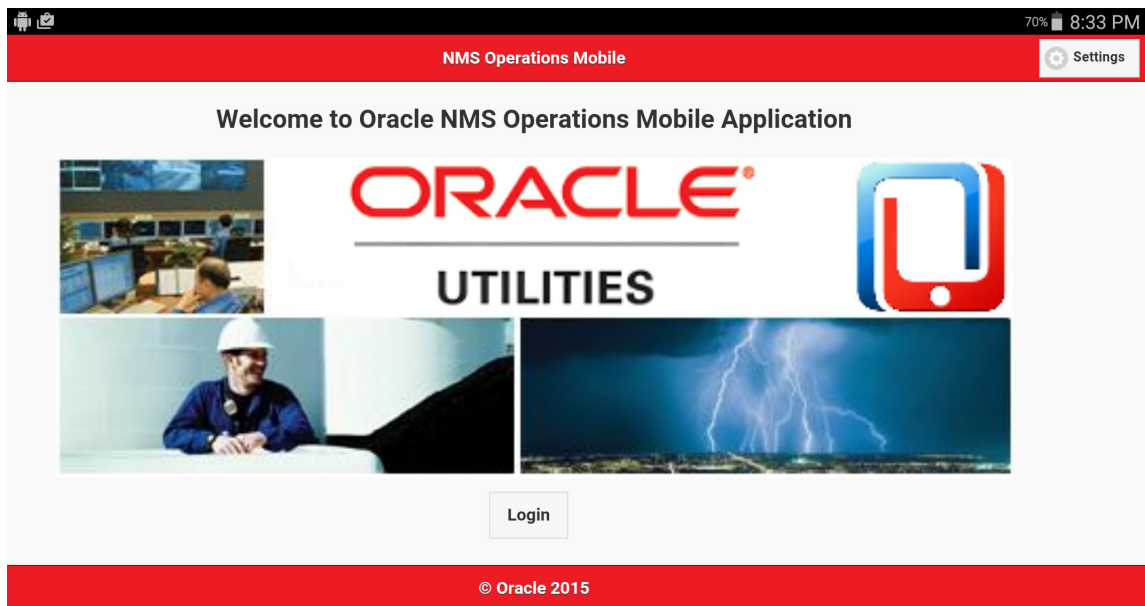 70% 8:33 PM
NMS Operations Mobile
Settings
Welcome to Oracle NMS Operations Mobile Application
ORACLE®
UTILITIES
Login
© Oracle 2015